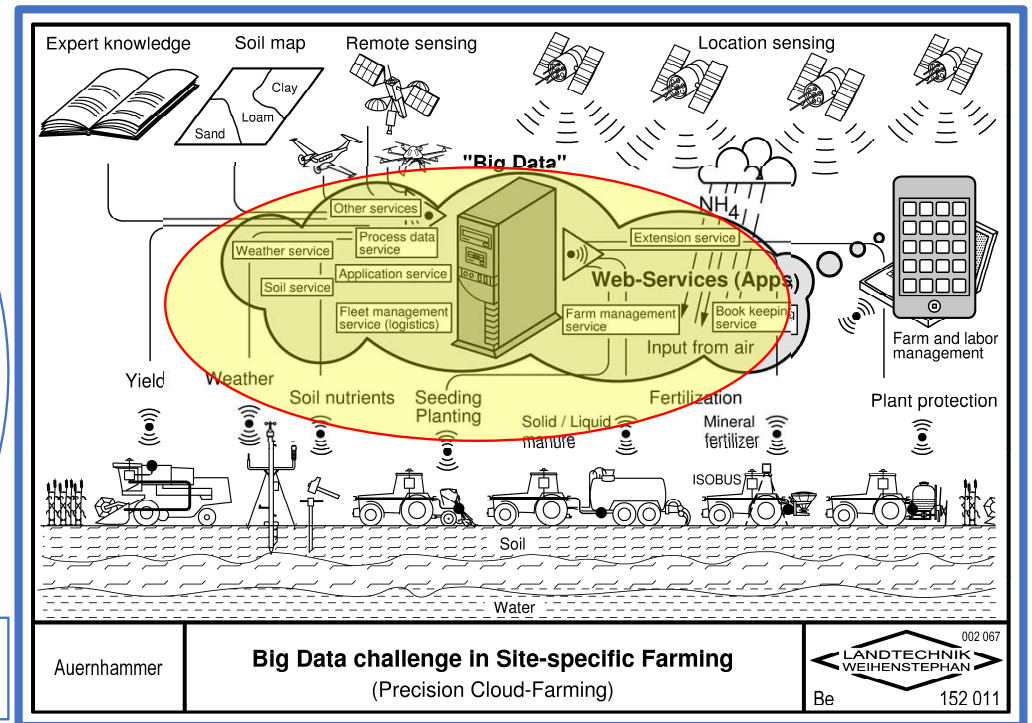 Expert knowledge
Soil map
Remote sensing
Location sensing
Clay
Loam
Sand
"Big Data"
NH4
Other services
Process data
service
Weather service
Extension service
Application service
Soil service
Web-Services (Apps)
Fleet management
service (logistics)
Farm management
service
Book keeping
service
Input from air
Farm and labor
management
Yield
Weather
Soil nutrients
Seeding
Planting
Fertilization
Plant protection
Solid / Liquid
manure
Mineral
fertilizer
ISOBUS
Soil
Water
Auernhammer
Big Data challenge in Site-specific Farming
(Precision Cloud-Farming)
002 067
LANDTECHNIK
WEIHENSTEPHAN
Be
152 011